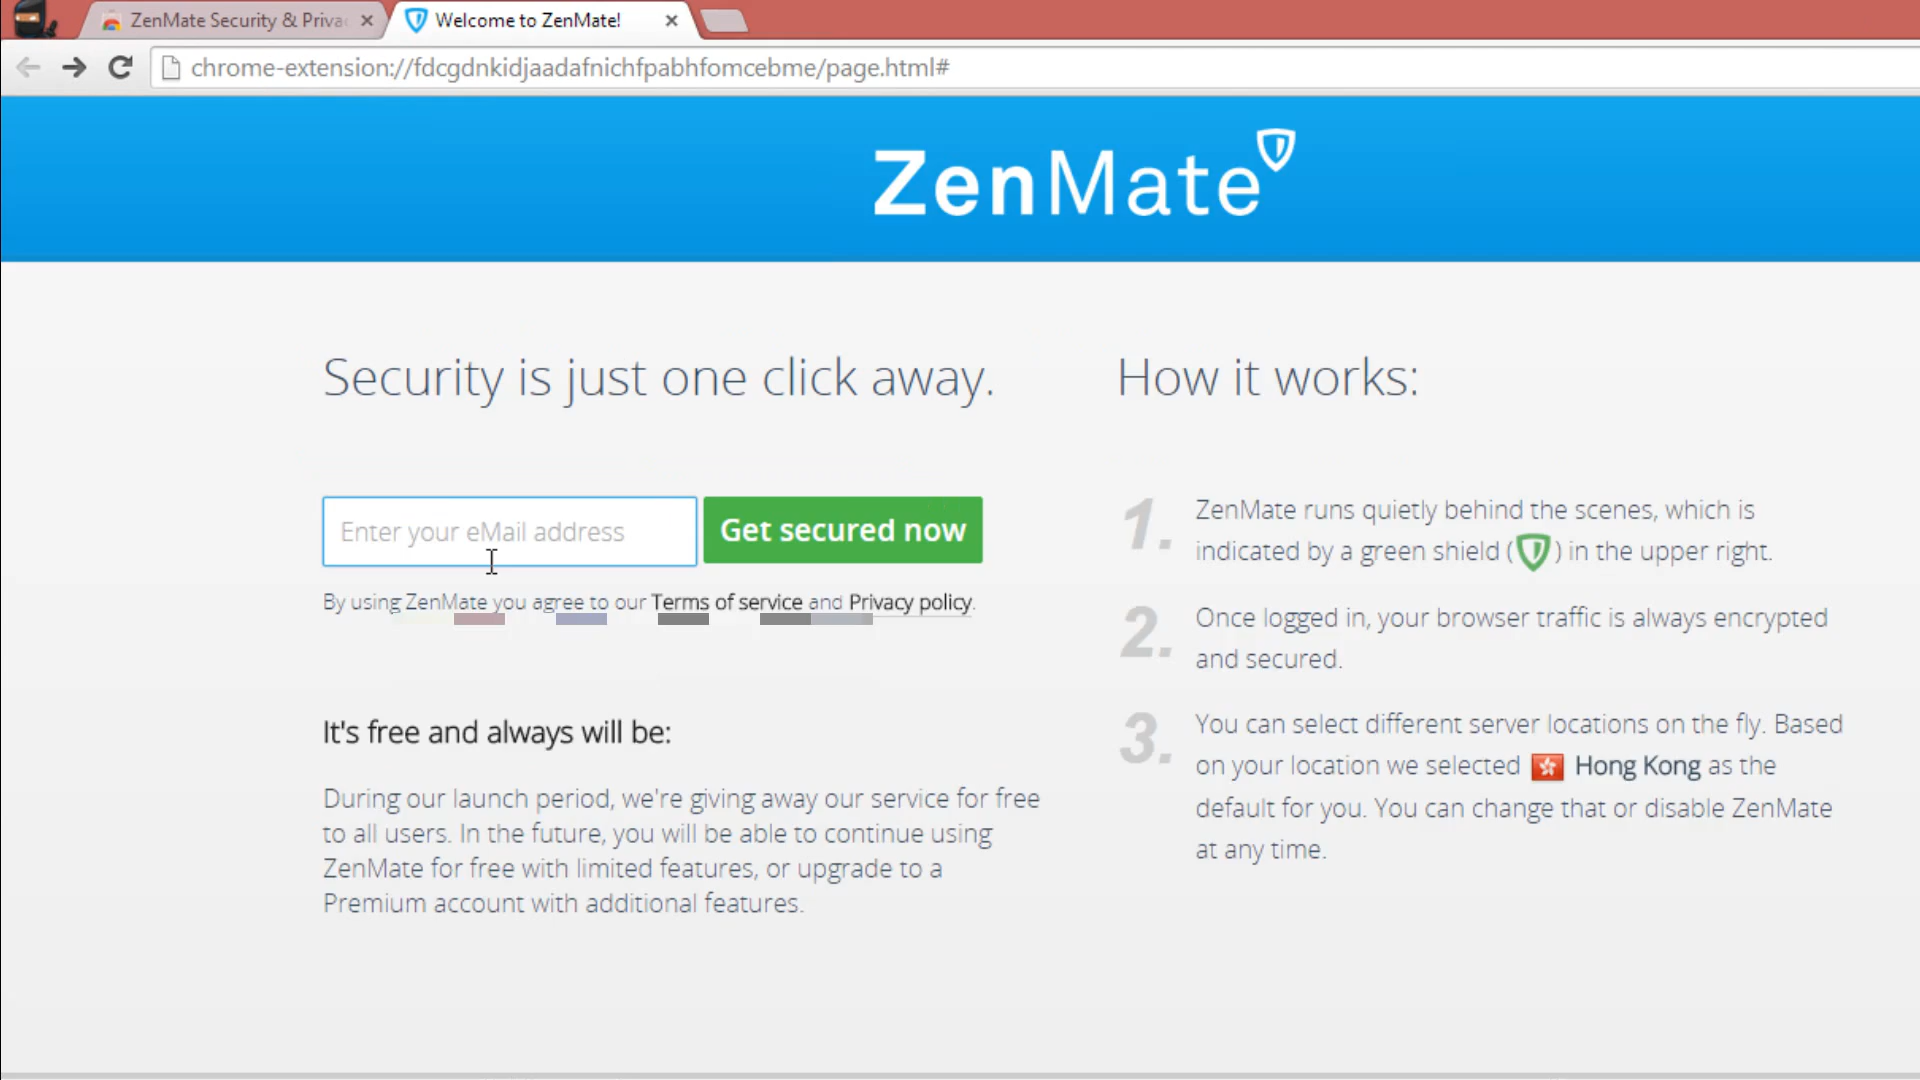 ZenMate Security & Priva
Welcome to ZenMate!
chrome-extension://fdcgdnkidjaadafnichfpabhfomcebme/page.html#
ZenMate
Security is just one click away.
Enter your eMail address
Get secured now
By using ZenMate you agree to our Terms of service and Privacy policy.
It's free and always will be:
During our launch period, we're giving away our service for free
to all users. In the future, you will be able to continue using
ZenMate for free with limited features, or upgrade to a
Premium account with additional features.
How it works:
1. ZenMate runs quietly behind the scenes, which is
indicated by a green shield ( ) in the upper right.
2. Once logged in, your browser traffic is always encrypted
and secured.
3. You can select different server locations on the fly. Based
on your location we selected Hong Kong as the
default for you. You can change that or disable ZenMate
at any time.